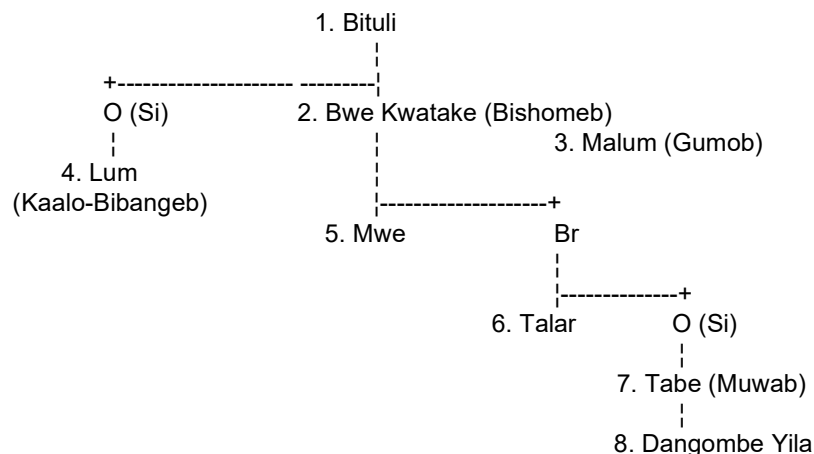 1. Bituli
O (Si)
2. Bwe Kwatake (Bishomeb)
3. Malum (Gumob)
4. Lum
(Kaalo-Bibangeb)
5. Mwe
Br
6. Talar
O (Si)
7. Tabe (Muwab)
8. Dangombe Yila